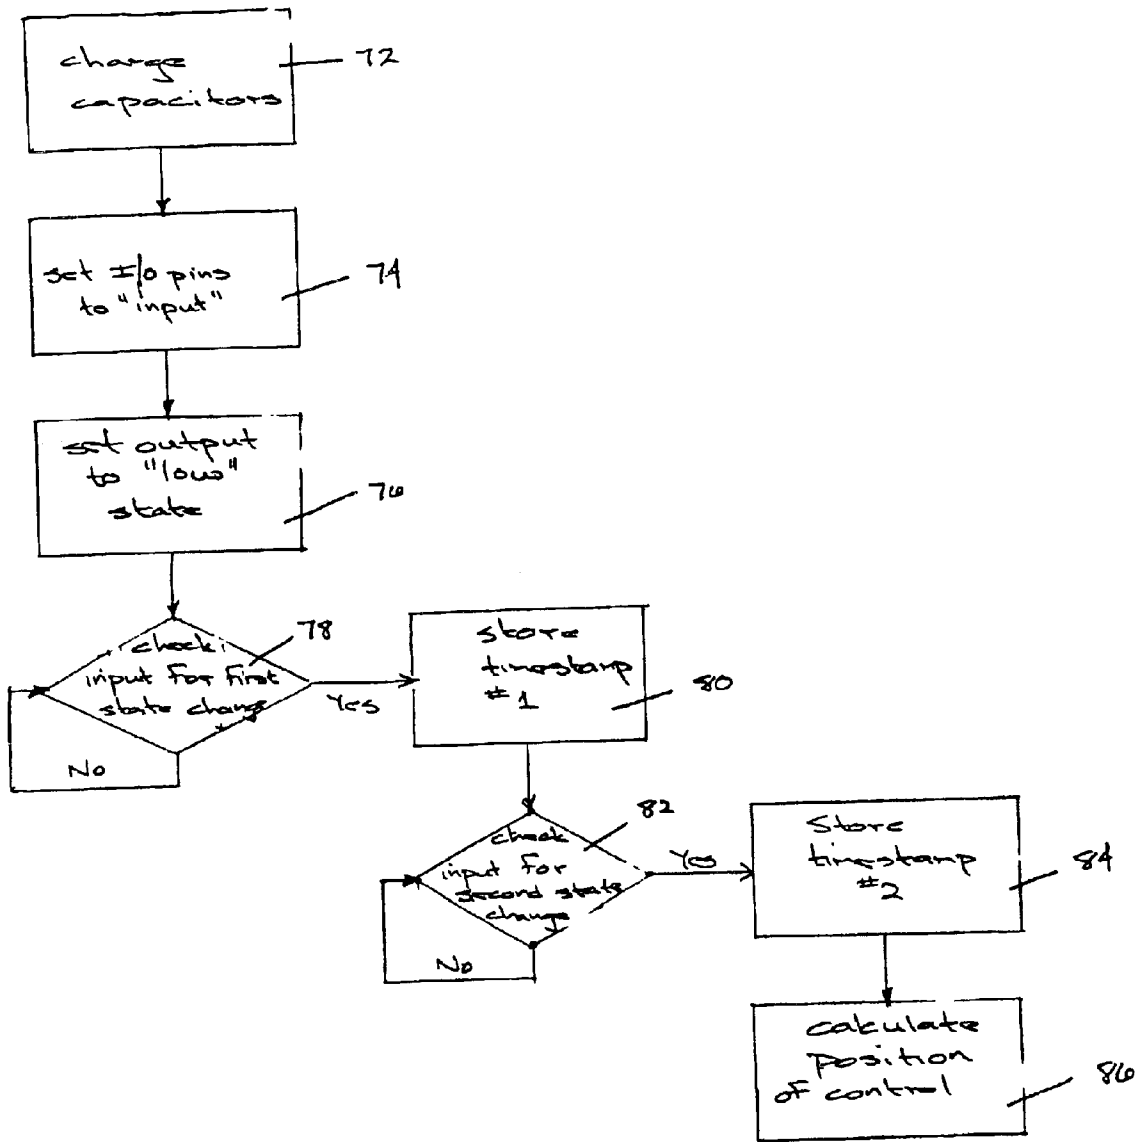 charge
capacitors
72
set I/o pins
to "input"
74
set output
to "low"
state
76
check
input for first
state change
78
Yes
No
store
timestamp
#1
80
check
input for
second state
change
82
Yes
No
Store
timestamp
#2
84
calculate
position
of control
86